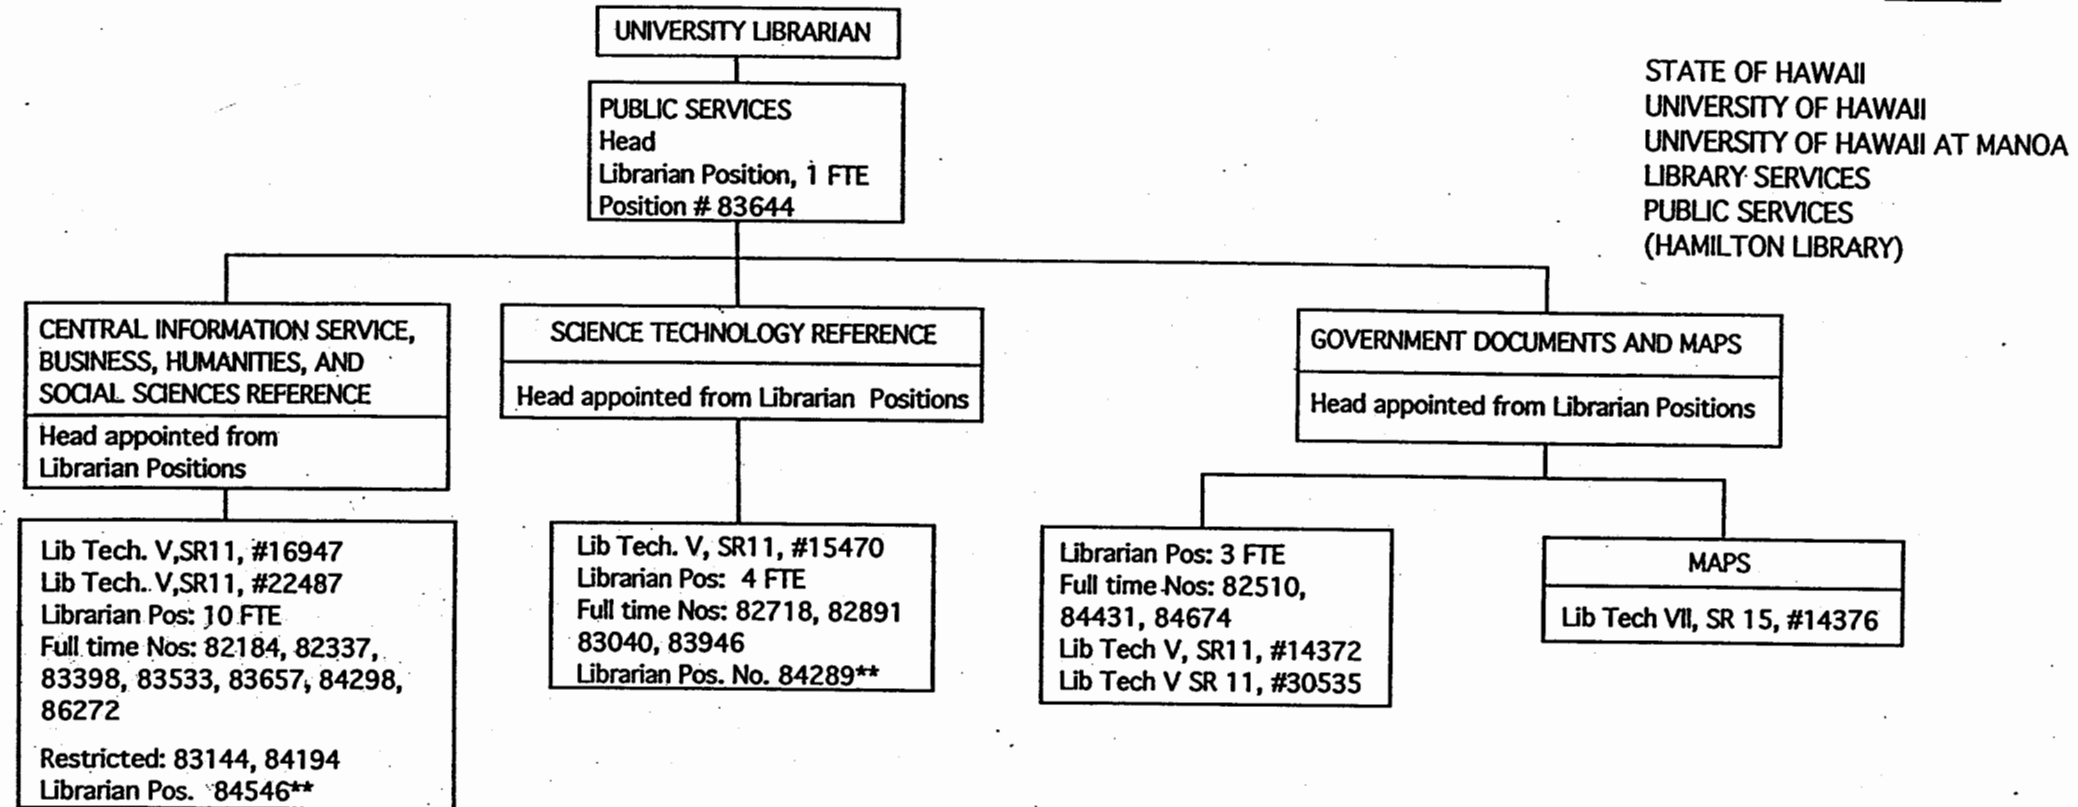 UNIVERSITY LIBRARIAN
PUBLIC SERVICES
Head
Librarian Position, 1 FTE
Position # 83644
STATE OF HAWAII
UNIVERSITY OF HAWAII
UNIVERSITY OF HAWAII AT MANOA
LIBRARY SERVICES
PUBLIC SERVICES
(HAMILTON LIBRARY)
CENTRAL INFORMATION SERVICE,
BUSINESS, HUMANITIES, AND
SOCIAL SCIENCES REFERENCE
Head appointed from
Librarian Positions
Lib Tech. V,SR11, #16947
Lib Tech. V,SR11, #22487
Librarian Pos: 10 FTE
Full time Nos: 82184, 82337,
83398, 83533, 83657, 84298,
86272
Restricted: 83144, 84194
Librarian Pos. 84546**
SCIENCE TECHNOLOGY REFERENCE
Head appointed from Librarian Positions
Lib Tech. V, SR11, #15470
Librarian Pos: 4 FTE
Full time Nos: 82718, 82891
83040, 83946
Librarian Pos. No. 84289**
GOVERNMENT DOCUMENTS AND MAPS
Head appointed from Librarian Positions
Librarian Pos: 3 FTE
Full time Nos: 82510,
84431, 84674
Lib Tech V, SR11, #14372
Lib Tech V SR 11, #30535
MAPS
Lib Tech VII, SR 15, #14376